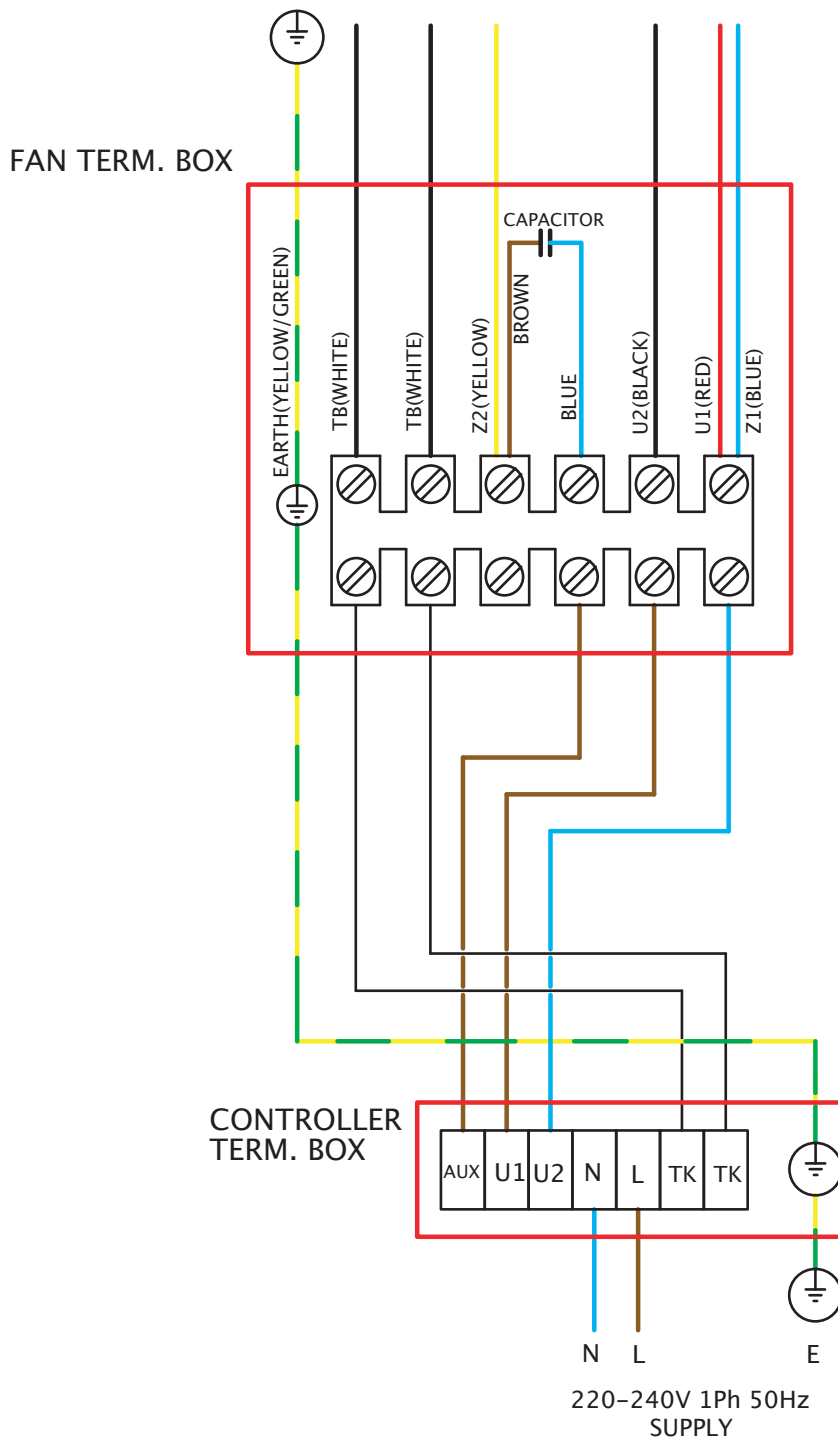 FAN TERM. BOX
CAPACITOR
EARTH(YELLOW/GREEN)
TB(WHITE)
TB(WHITE)
Z2(YELLOW)
BROWN
BLUE
U2(BLACK)
U1(RED)
Z1(BLUE)
CONTROLLER
TERM. BOX
AUX U1 U2 N L TK TK
N L E
220-240V 1Ph 50Hz
SUPPLY